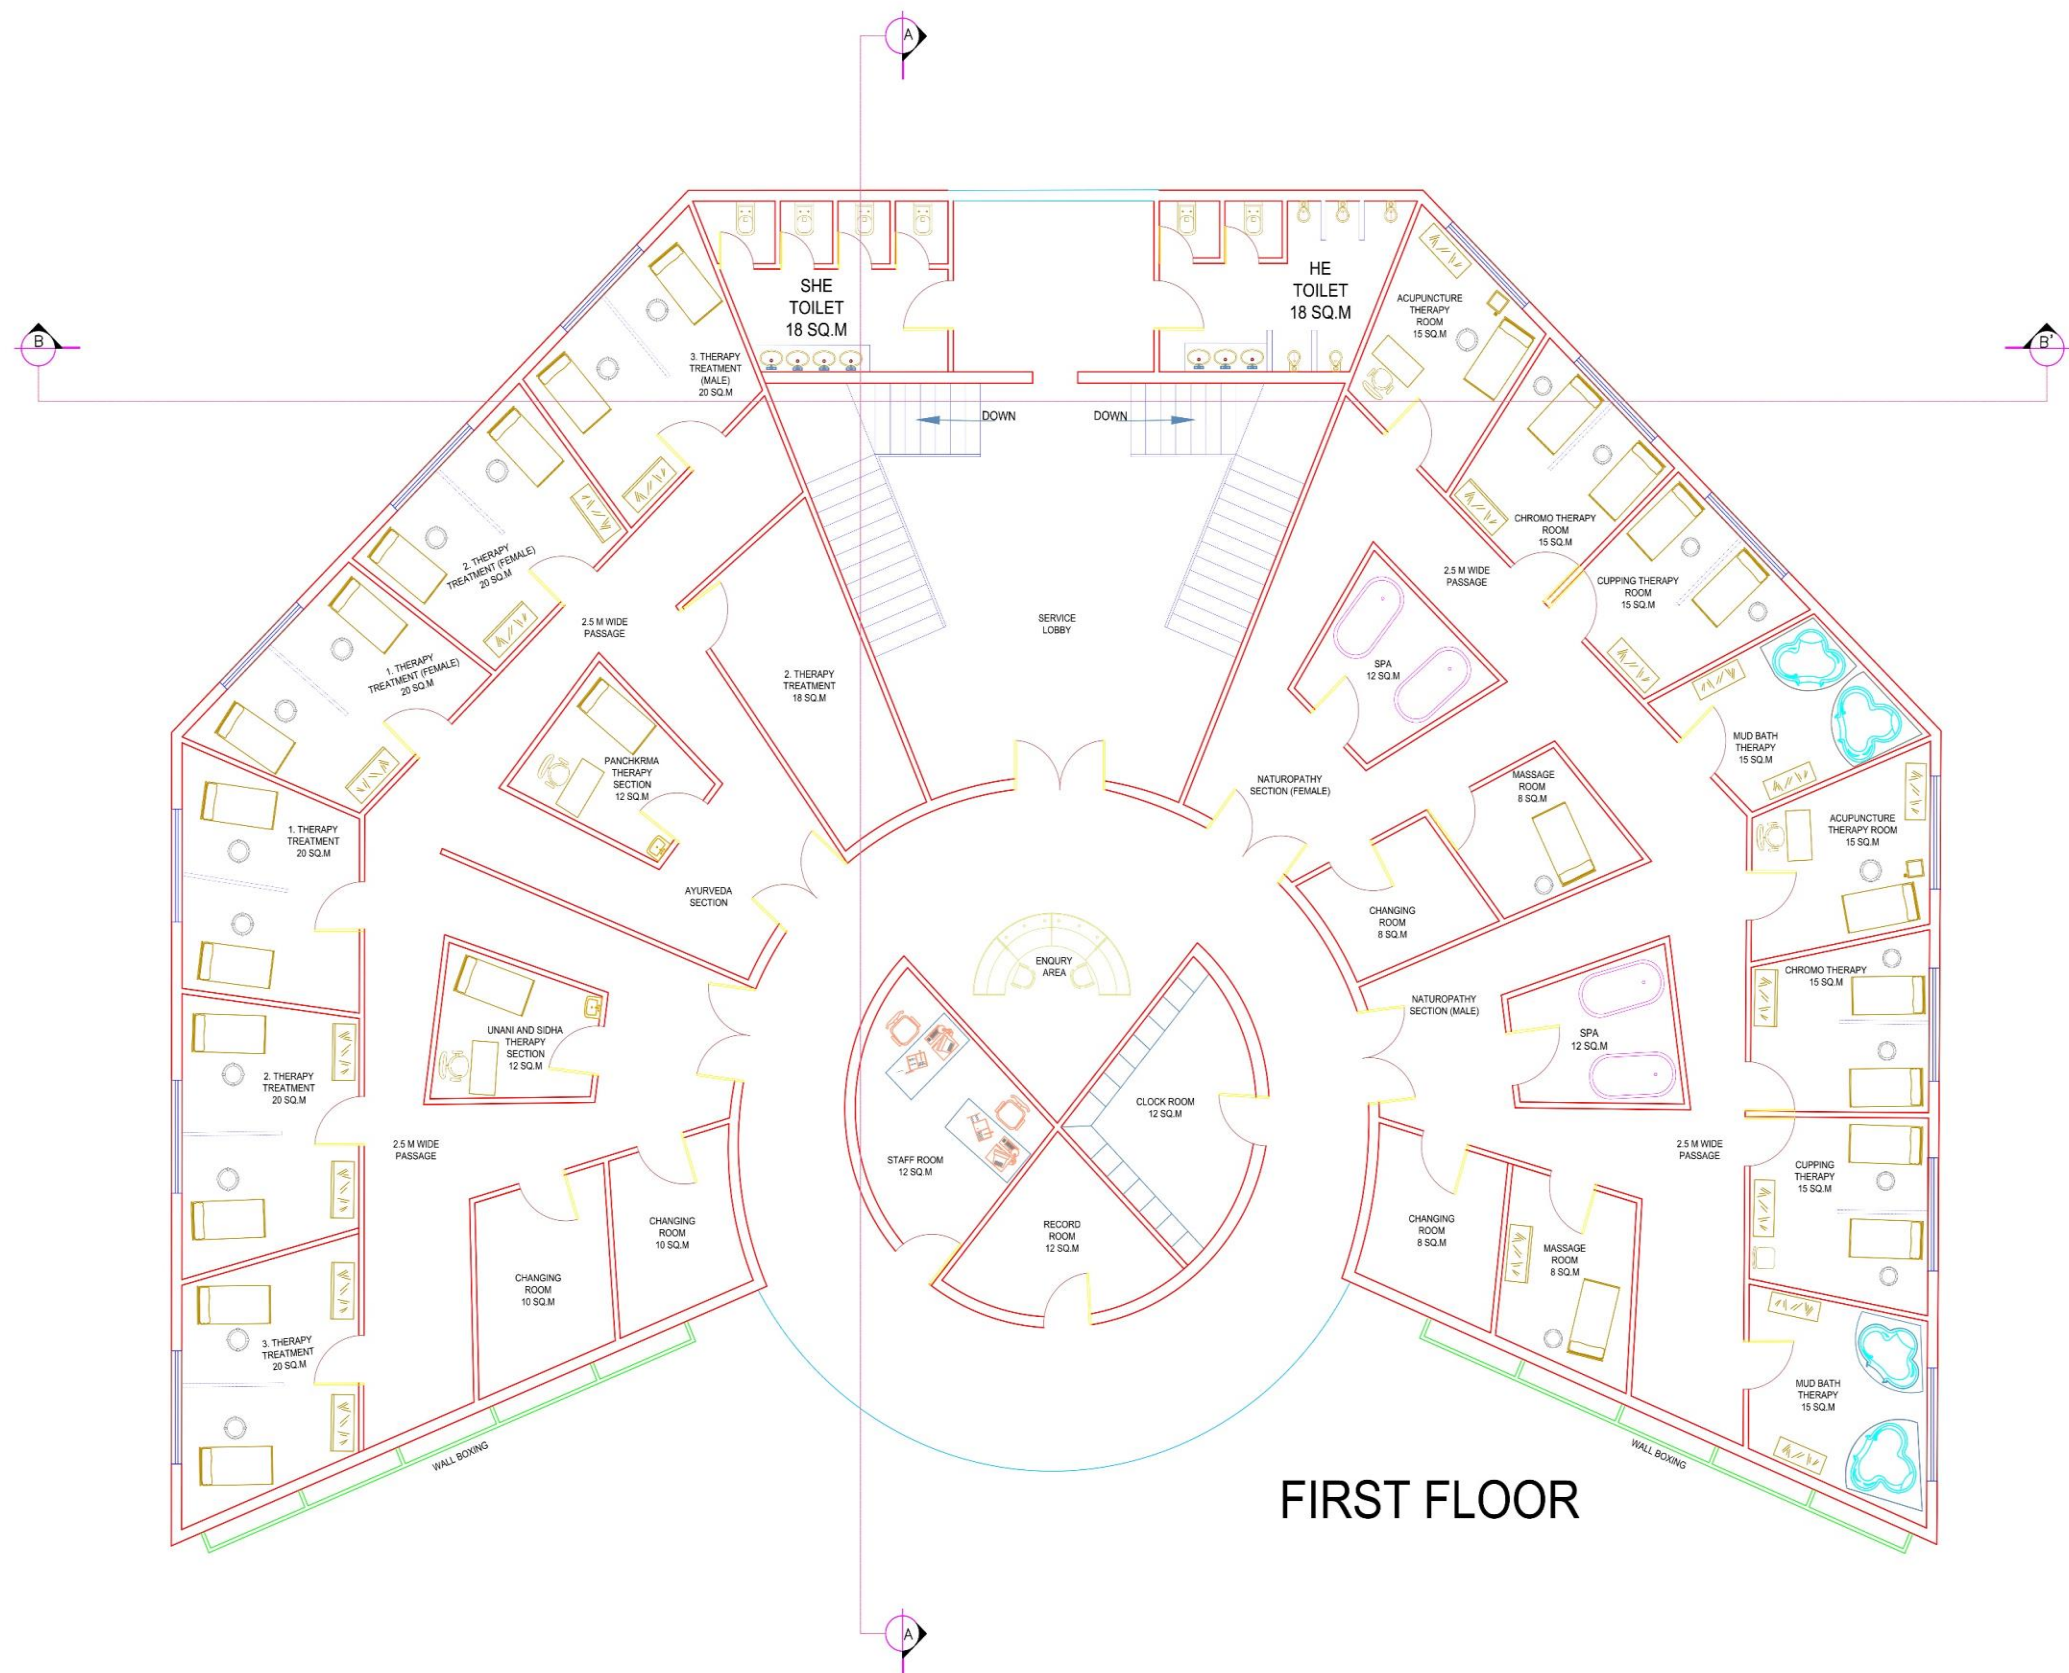 A
B
B'
SHE
TOILET
18 SQ.M
HE
TOILET
18 SQ.M
ACUPUNCTURE
THERAPY
ROOM
15 SQ.M
3. THERAPY
TREATMENT
(MALE)
20 SQ.M
DOWN
DOWN
CHROMO THERAPY
ROOM
15 SQ.M
2. THERAPY
TREATMENT (FEMALE)
20 SQ.M
2.5 M WIDE
PASSAGE
CUPPING THERAPY
ROOM
15 SQ.M
2.5 M WIDE
PASSAGE
SERVICE
LOBBY
1. THERAPY
TREATMENT (FEMALE)
20 SQ.M
2. THERAPY
TREATMENT
18 SQ.M
SPA
12 SQ.M
MUD BATH
THERAPY
15 SQ.M
PANCHKRMA
THERAPY
SECTION
12 SQ.M
NATUROPATHY
SECTION (FEMALE)
MASSAGE
ROOM
8 SQ.M
1. THERAPY
TREATMENT
20 SQ.M
ACUPUNCTURE
THERAPY ROOM
15 SQ.M
AYURVEDA
SECTION
CHANGING
ROOM
8 SQ.M
ENQURY
AREA
CHROMO THERAPY
15 SQ.M
NATUROPATHY
SECTION (MALE)
UNANI AND SIDHA
THERAPY
SECTION
12 SQ.M
SPA
12 SQ.M
2. THERAPY
TREATMENT
20 SQ.M
CLOCK ROOM
12 SQ.M
2.5 M WIDE
PASSAGE
2.5 M WIDE
PASSAGE
STAFF ROOM
12 SQ.M
CUPPING
THERAPY
15 SQ.M
CHANGING
ROOM
10 SQ.M
RECORD
ROOM
12 SQ.M
CHANGING
ROOM
8 SQ.M
MASSAGE
ROOM
8 SQ.M
CHANGING
ROOM
10 SQ.M
3. THERAPY
TREATMENT
20 SQ.M
MUD BATH
THERAPY
15 SQ.M
WALL BOXING
WALL BOXING
FIRST FLOOR
A